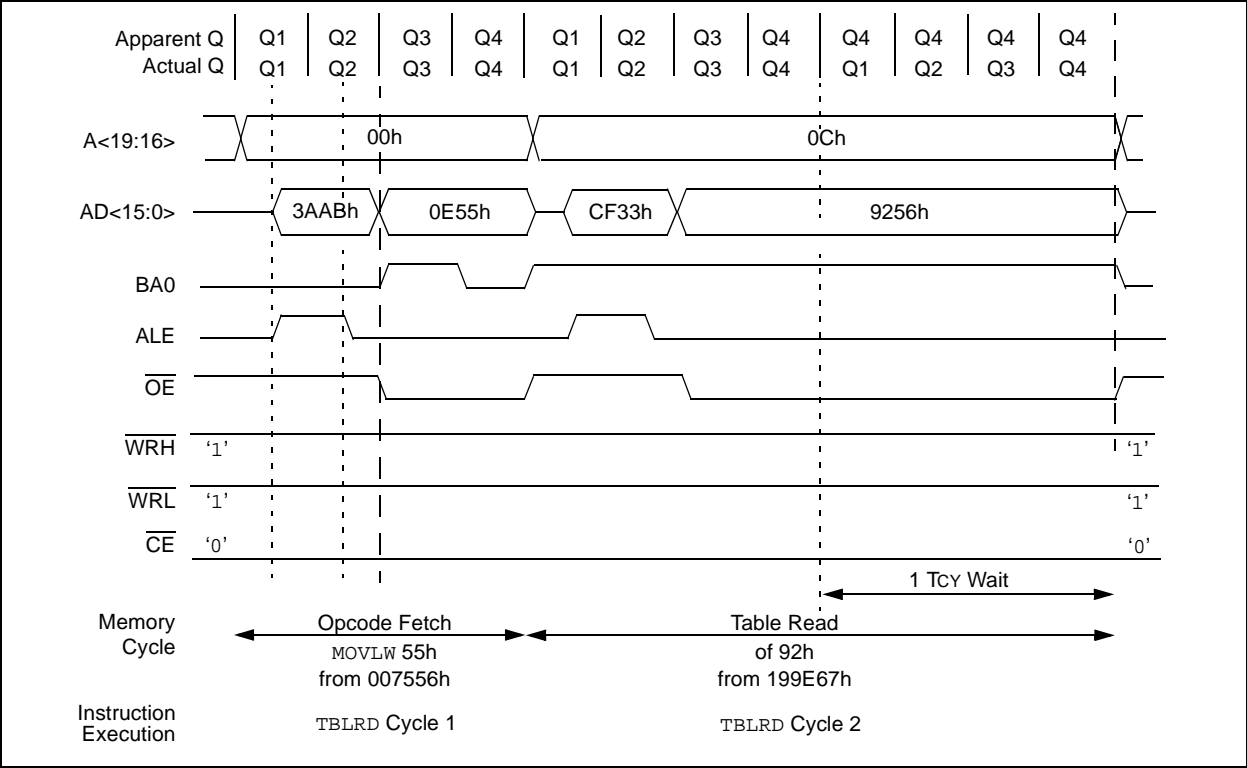 Apparent Q Q1 Q2 Q3 Q4 Q1 Q2 Q3 Q4 Q4 Q4 Q4 Q4
Actual Q Q1 Q2 Q3 Q4 Q1 Q2 Q3 Q4 Q1 Q2 Q3 Q4
A<19:16> 00h 0Ch
AD<15:0> 3AABh 0E55h CF33h 9256h
BA0
ALE
OE
WRH ‘1’ ‘1’
WRL ‘1’ ‘1’
CE ‘0’ ‘0’
1 TCY Wait
Memory Cycle
Opcode Fetch
MOVLW 55h
from 007556h
Table Read
of 92h
from 199E67h
Instruction Execution
TBLRD Cycle 1
TBLRD Cycle 2